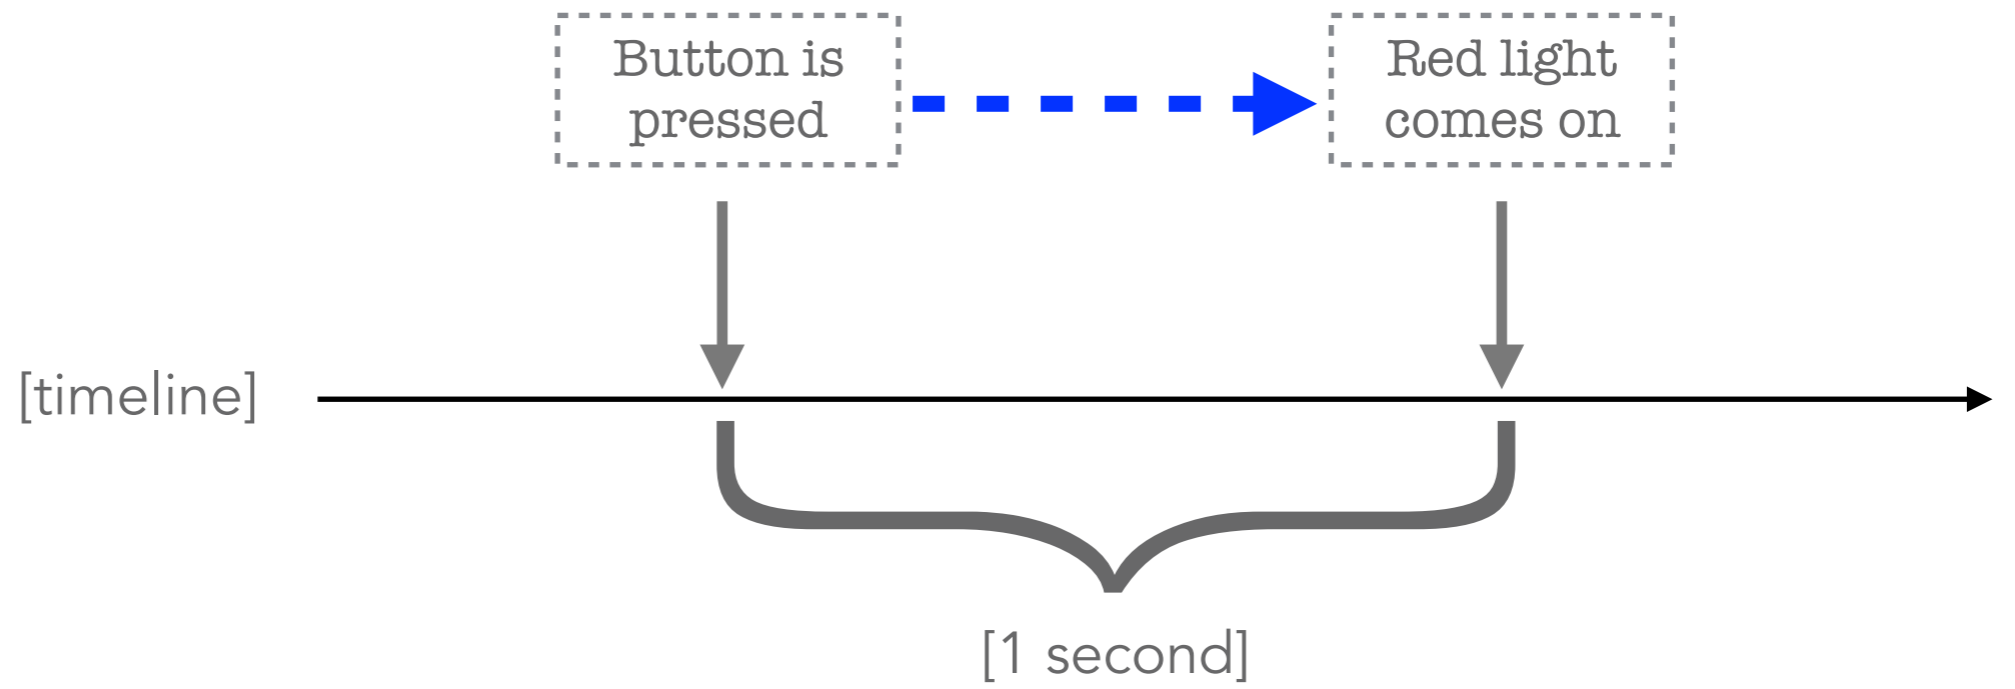 Button is
pressed
Red light
comes on
[timeline]
[1 second]